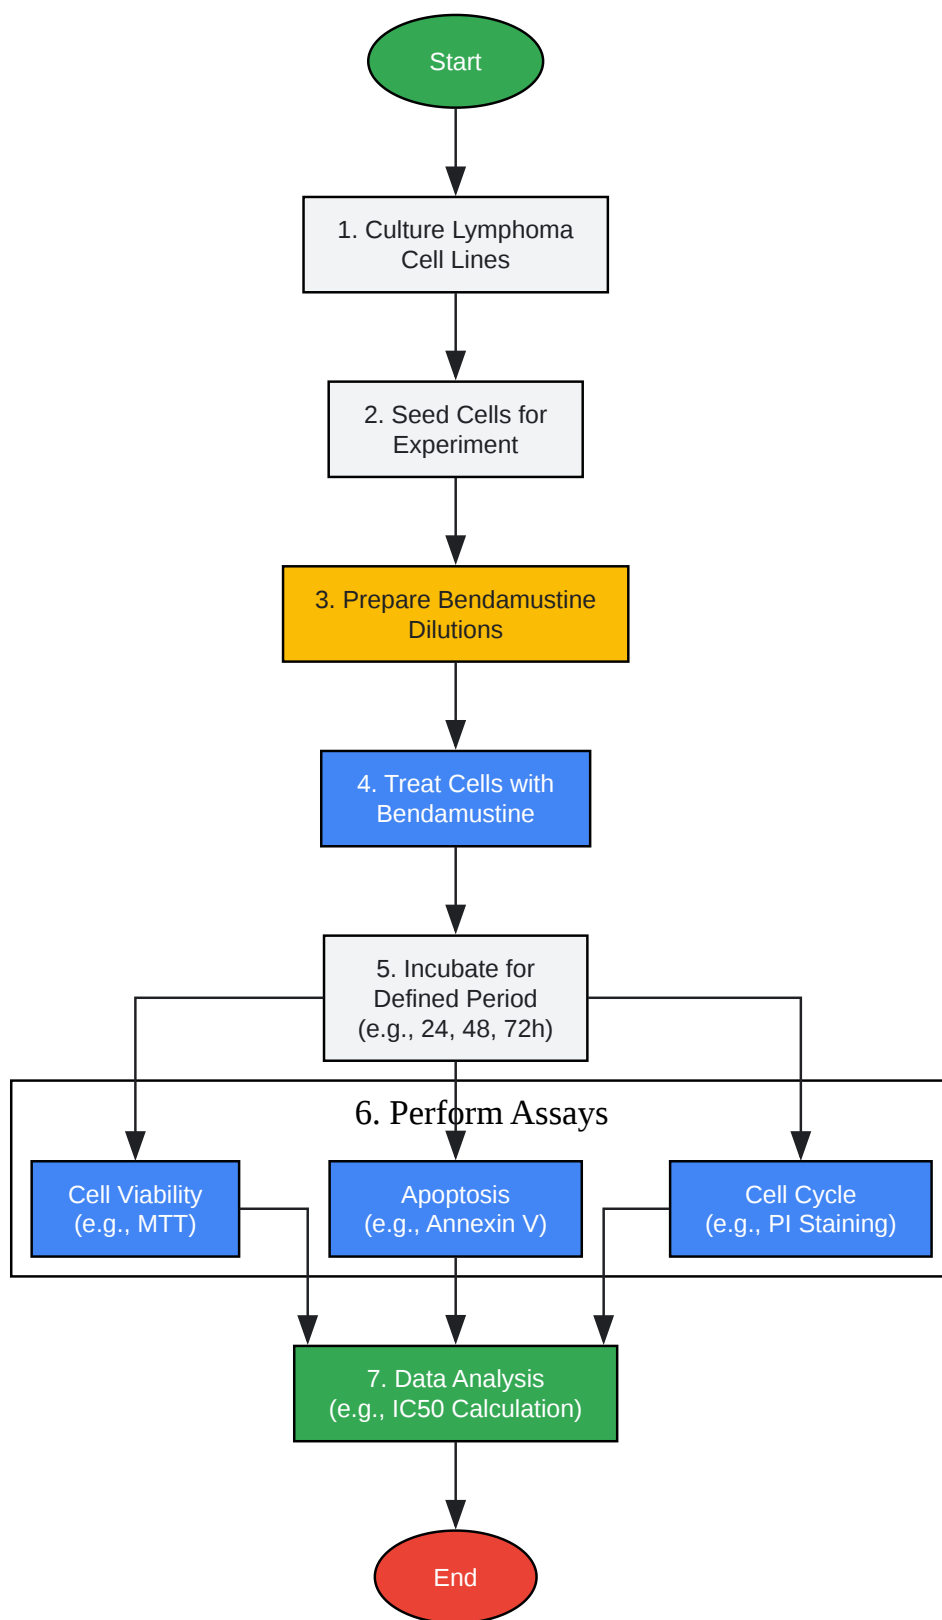 Start
1. Culture Lymphoma
Cell Lines
2. Seed Cells for
Experiment
3. Prepare Bendamustine
Dilutions
4. Treat Cells with
Bendamustine
5. Incubate for
Defined Period
(e.g., 24, 48, 72h)
6. Perform Assays
Cell Viability
(e.g., MTT)
Apoptosis
(e.g., Annexin V)
Cell Cycle
(e.g., PI Staining)
7. Data Analysis
(e.g., IC50 Calculation)
End